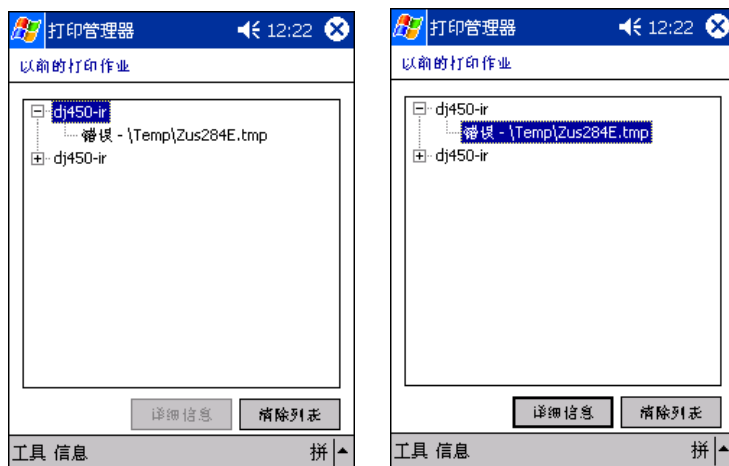 打印管理器 12:22
以前的打印作业
dj450-ir
错误 - \Temp\Zus284E.tmp
dj450-ir
详细信息 清除列表
工具 信息 拼
打印管理器 12:22
以前的打印作业
dj450-ir
错误 - \Temp\Zus284E.tmp
dj450-ir
详细信息 清除列表
工具 信息 拼